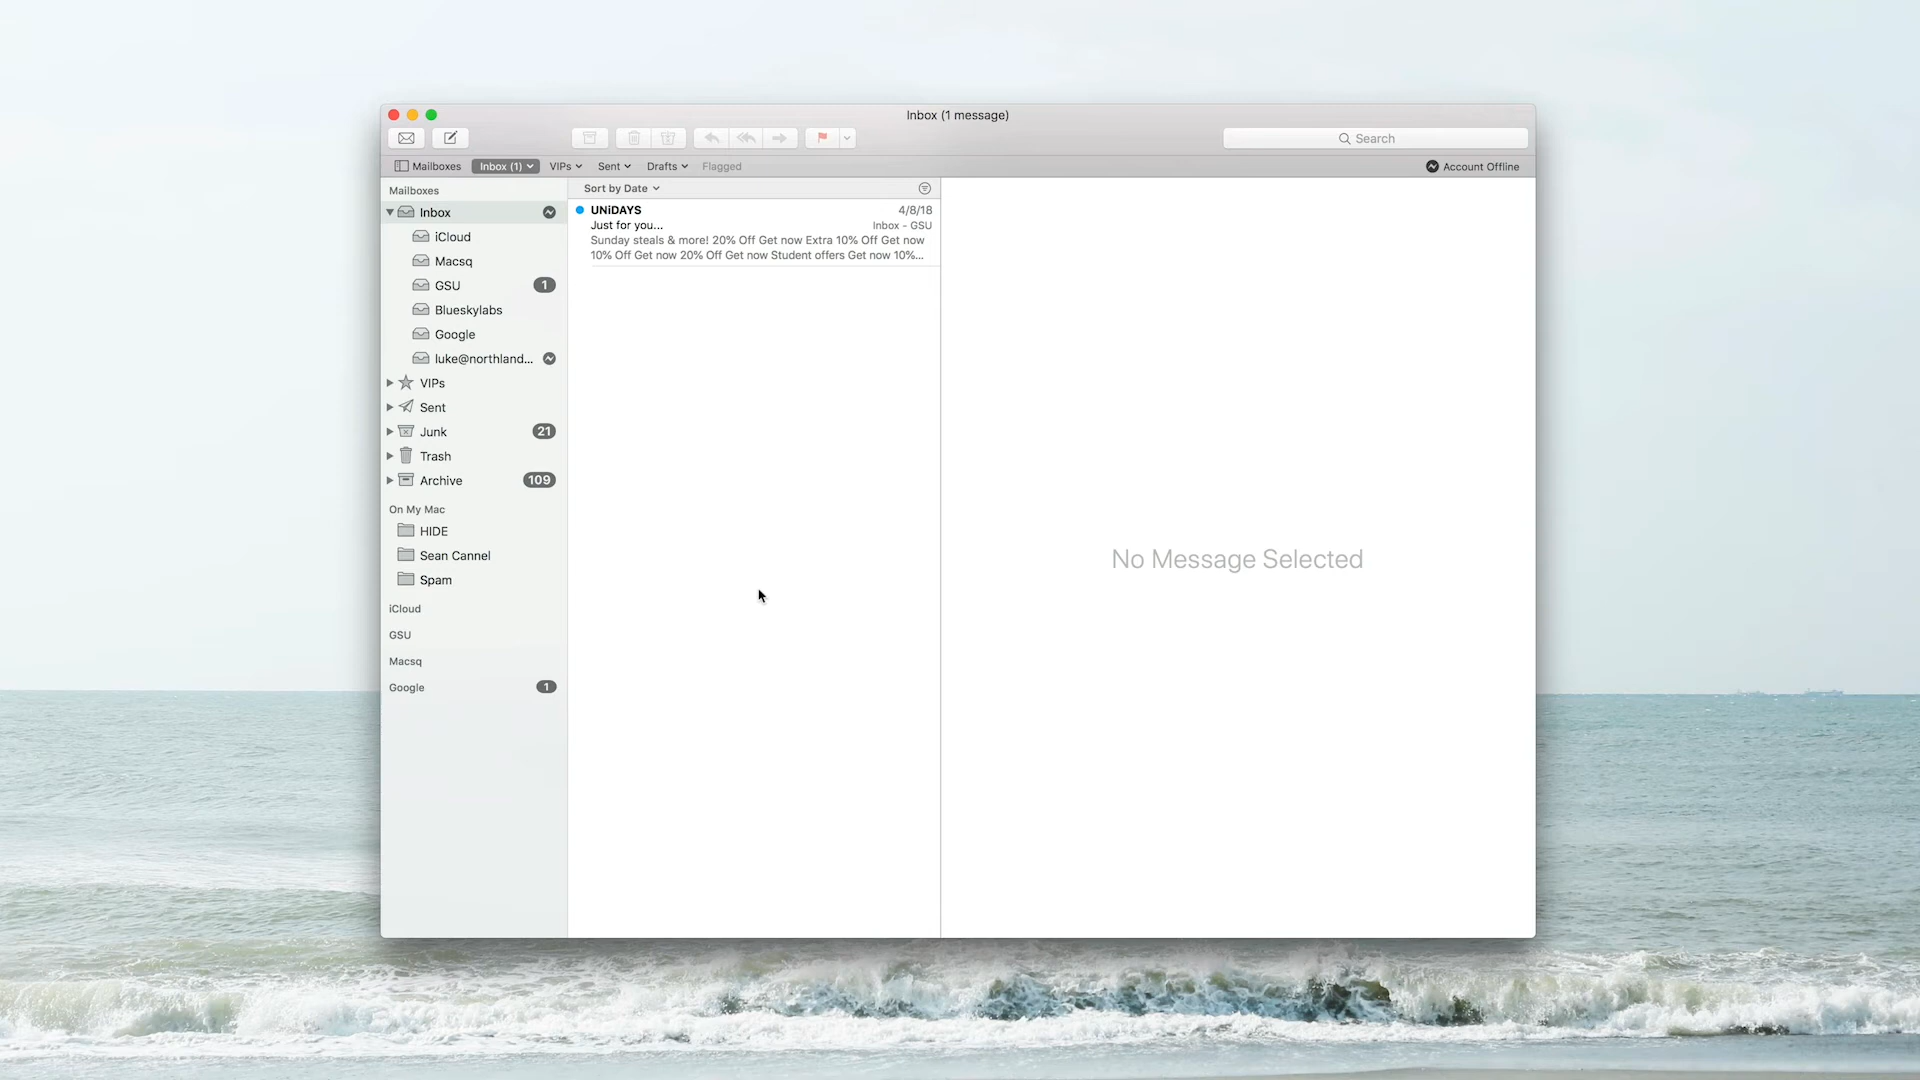 Inbox (1 message)
Search
Mailboxes
Inbox (1)
VIPs
Sent
Drafts
Flagged
Account Offline
Mailboxes
Inbox
iCloud
Macsq
GSU
1
Blueskylabs
Google
luke@northland...
VIPs
Sent
Junk
21
Trash
Archive
109
On My Mac
HIDE
Sean Cannel
Spam
iCloud
GSU
Macsq
Google
1
Sort by Date
UNiDAYS
4/8/18
Just for you...
Inbox - GSU
Sunday steals & more! 20% Off Get now Extra 10% Off Get now
10% Off Get now 20% Off Get now Student offers Get now 10%...
No Message Selected